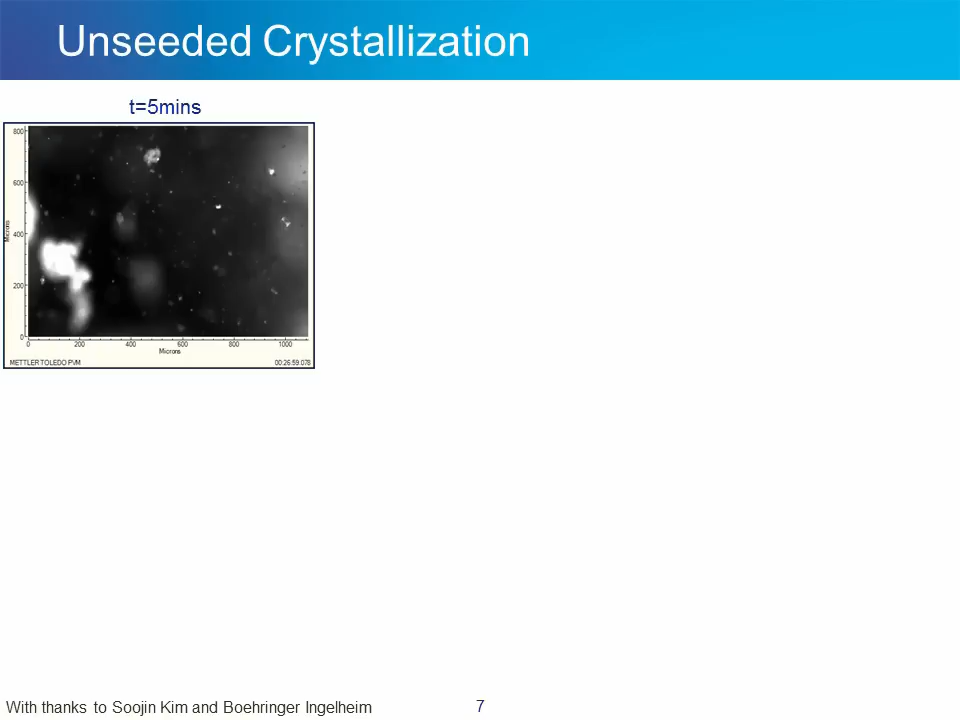 Unseeded Crystallization
t=5mins
800
600
400
200
0
Microns
0 200 400 600 800 1000
Microns
METTLER TOLEDO PVM 00:26:59.078
With thanks to Soojin Kim and Boehringer Ingelheim 7